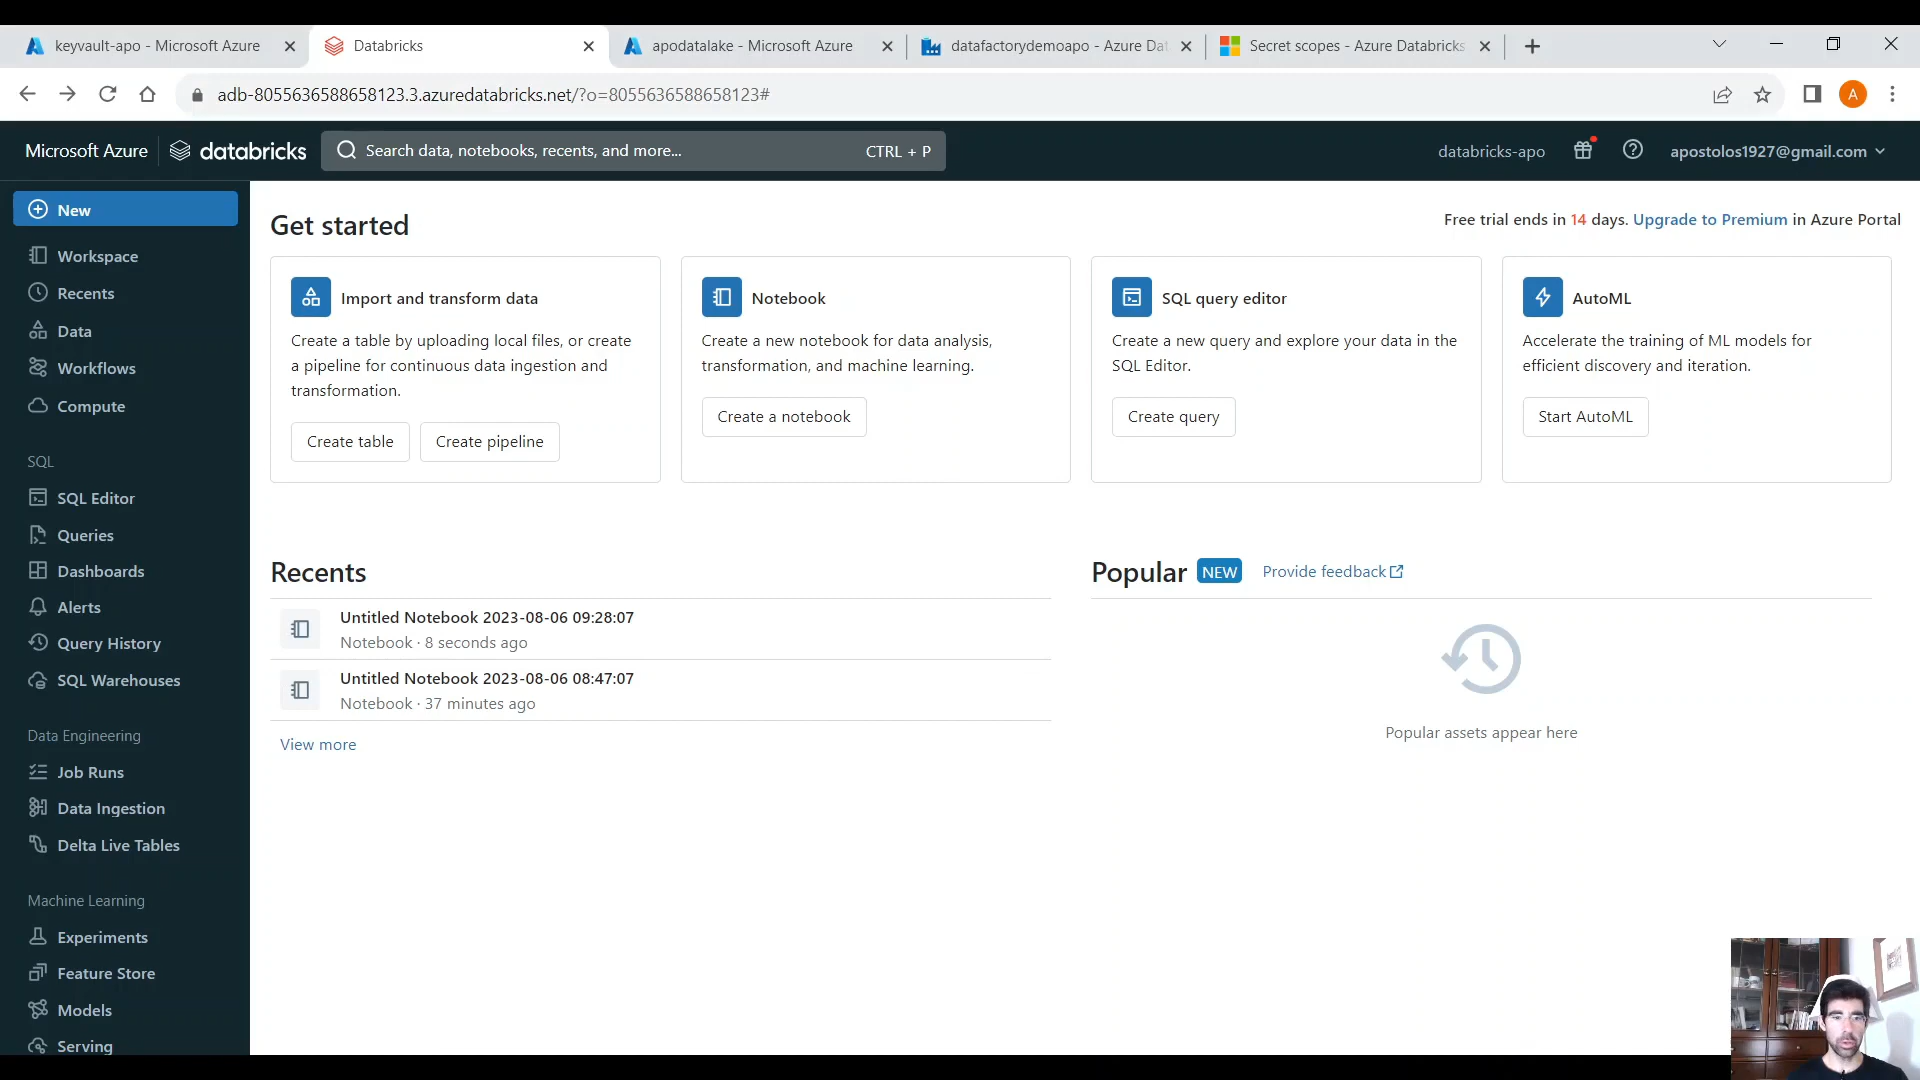 keyvault-apo - Microsoft Azure
Databricks
apodatalake - Microsoft Azure
datafactorydemoapo - Azure Dat
Secret scopes - Azure Databricks
adb-8055636588658123.3.azuredatabricks.net/?o=8055636588658123#
A
Microsoft Azure
databricks
Search data, notebooks, recents, and more...
CTRL + P
databricks-apo
apostolos1927@gmail.com
New
Workspace
Recents
Data
Workflows
Compute
SQL
SQL Editor
Queries
Dashboards
Alerts
Query History
SQL Warehouses
Data Engineering
Job Runs
Data Ingestion
Delta Live Tables
Machine Learning
Experiments
Feature Store
Models
Serving
Get started
Free trial ends in 14 days. Upgrade to Premium in Azure Portal
Import and transform data
Create a table by uploading local files, or create
a pipeline for continuous data ingestion and
transformation.
Create table
Create pipeline
Notebook
Create a new notebook for data analysis,
transformation, and machine learning.
Create a notebook
SQL query editor
Create a new query and explore your data in the
SQL Editor.
Create query
AutoML
Accelerate the training of ML models for
efficient discovery and iteration.
Start AutoML
Recents
Untitled Notebook 2023-08-06 09:28:07
Notebook · 8 seconds ago
Untitled Notebook 2023-08-06 08:47:07
Notebook · 37 minutes ago
View more
Popular
NEW
Provide feedback
Popular assets appear here